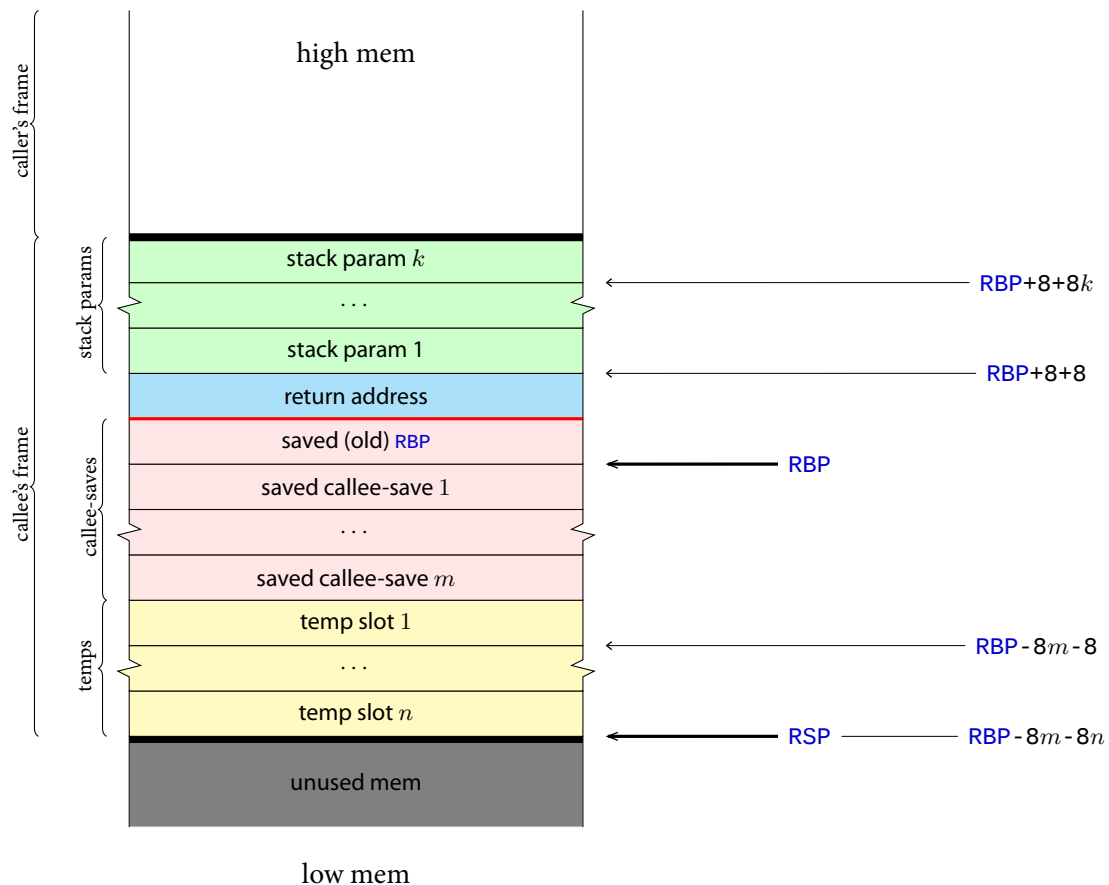 high mem
caller's frame
stack params
stack param k
RBP+8+8k
...
stack param 1
RBP+8+8
return address
callee's frame
callee-saves
saved (old) RBP
RBP
saved callee-save 1
...
saved callee-save m
temps
temp slot 1
RBP-8m-8
...
temp slot n
RSP RBP-8m-8n
unused mem
low mem